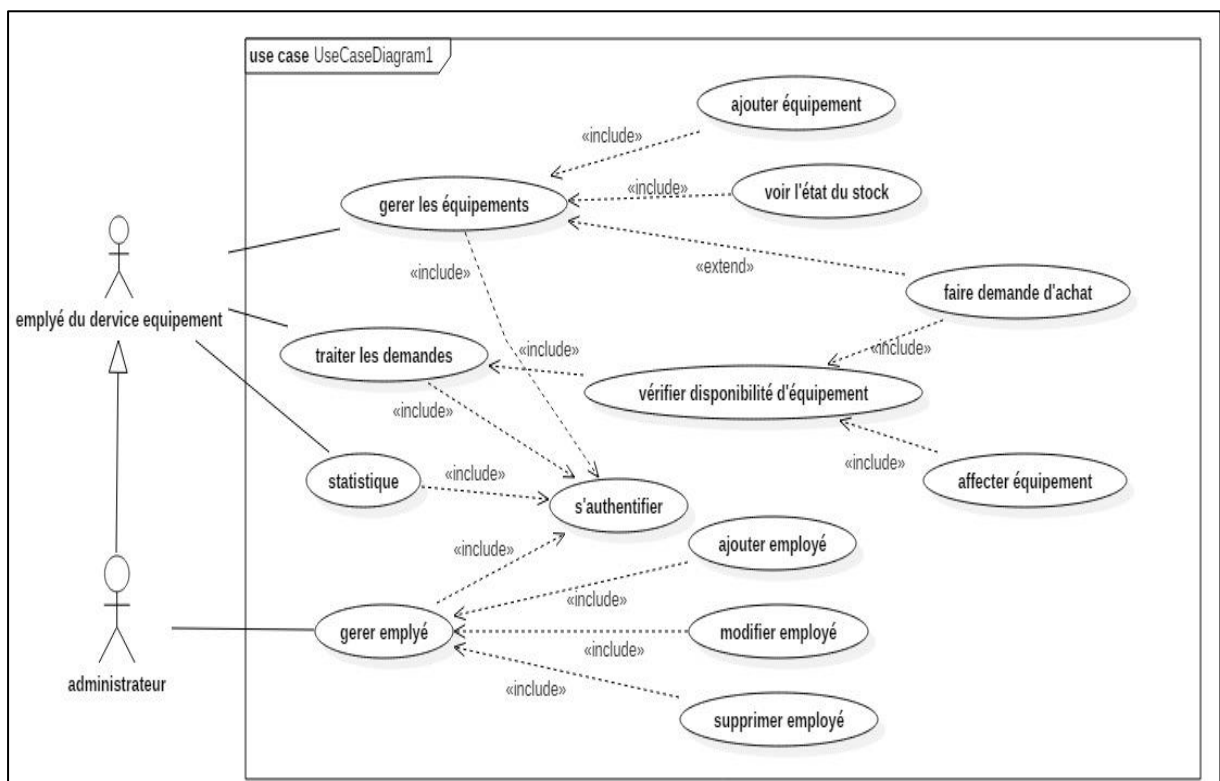 use case UseCaseDiagram1
ajouter équipement
«include»
voir l'état du stock
«include»
gerer les équipements
«include»
«extend»
faire demande d'achat
emplyé du dervice equipement
traiter les demandes
«include»
«include»
vérifier disponibilité d'équipement
«include»
«include»
affecter équipement
statistique
«include»
s'authentifier
ajouter employé
«include»
«include»
gerer emplyé
modifier employé
«include»
administrateur
«include»
supprimer employé